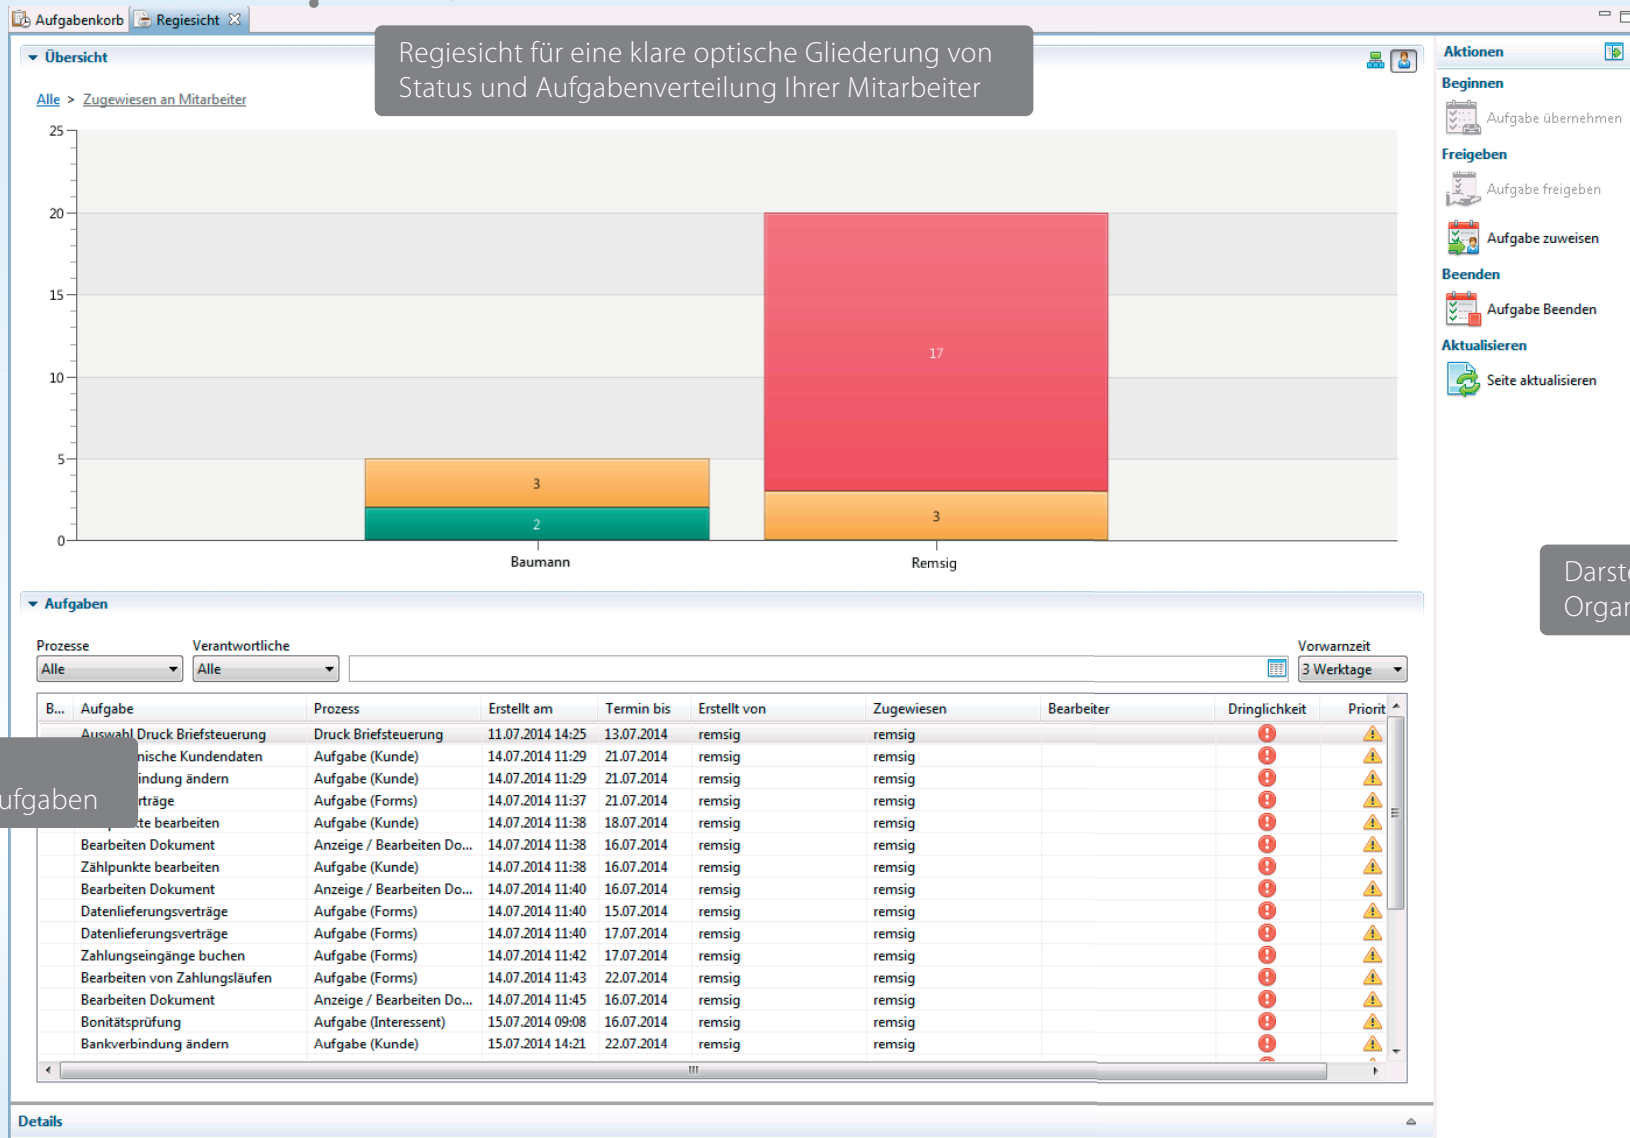 Aufgabenkorb Regiesicht
Regiesicht für eine klare optische Gliederung von
Status und Aufgabenverteilung Ihrer Mitarbeiter
Übersicht
Alle > Zugewiesen an Mitarbeiter
25
20
15
10
5
0
17
3
2
3
Baumann Remsig
Aufgaben
Prozesse Verantwortliche Vorwarnzeit
Alle Alle 3 Werktage
B... Aufgabe Prozess Erstellt am Termin bis Erstellt von Zugewiesen Bearbeiter Dringlichkeit Priorit
Auswahl Druck Briefsteuerung Druck Briefsteuerung 11.07.2014 14:25 13.07.2014 remsig remsig
nische Kundendaten Aufgabe (Kunde) 14.07.2014 11:29 21.07.2014 remsig remsig
indung ändern Aufgabe (Kunde) 14.07.2014 11:29 21.07.2014 remsig remsig
rträge Aufgabe (Forms) 14.07.2014 11:37 21.07.2014 remsig remsig
kte bearbeiten Aufgabe (Kunde) 14.07.2014 11:38 18.07.2014 remsig remsig
Bearbeiten Dokument Anzeige / Bearbeiten Do... 14.07.2014 11:38 16.07.2014 remsig remsig
Zählpunkte bearbeiten Aufgabe (Kunde) 14.07.2014 11:38 16.07.2014 remsig remsig
Bearbeiten Dokument Anzeige / Bearbeiten Do... 14.07.2014 11:40 16.07.2014 remsig remsig
Datenlieferungsverträge Aufgabe (Forms) 14.07.2014 11:40 15.07.2014 remsig remsig
Datenlieferungsverträge Aufgabe (Forms) 14.07.2014 11:40 17.07.2014 remsig remsig
Zahlungseingänge buchen Aufgabe (Forms) 14.07.2014 11:42 17.07.2014 remsig remsig
Bearbeiten von Zahlungsläufen Aufgabe (Forms) 14.07.2014 11:43 22.07.2014 remsig remsig
Bearbeiten Dokument Anzeige / Bearbeiten Do... 14.07.2014 11:45 16.07.2014 remsig remsig
Bonitätsprüfung Aufgabe (Interessent) 15.07.2014 09:08 16.07.2014 remsig remsig
Bankverbindung ändern Aufgabe (Kunde) 15.07.2014 14:21 22.07.2014 remsig remsig
ufgaben
Details
Aktionen
Beginnen
Aufgabe übernehmen
Freigeben
Aufgabe freigeben
Aufgabe zuweisen
Beenden
Aufgabe Beenden
Aktualisieren
Seite aktualisieren
Darst
Organ